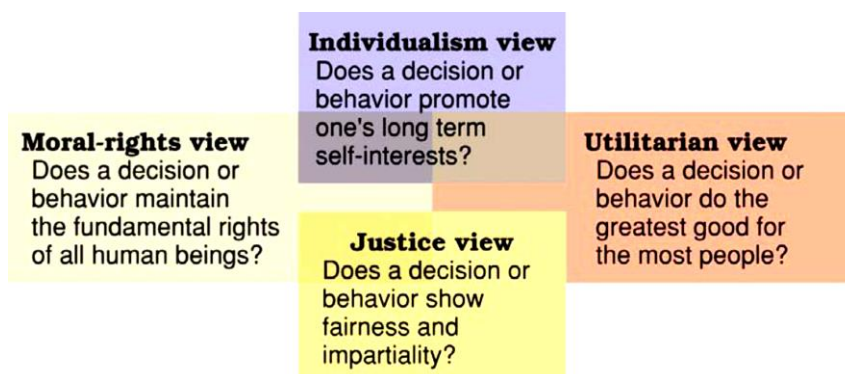 Individualism view
Does a decision or
behavior promote
one's long term
self-interests?
Moral-rights view
Does a decision or
behavior maintain
the fundamental rights
of all human beings?
Utilitarian view
Does a decision or
behavior do the
greatest good for
the most people?
Justice view
Does a decision or
behavior show
fairness and
impartiality?